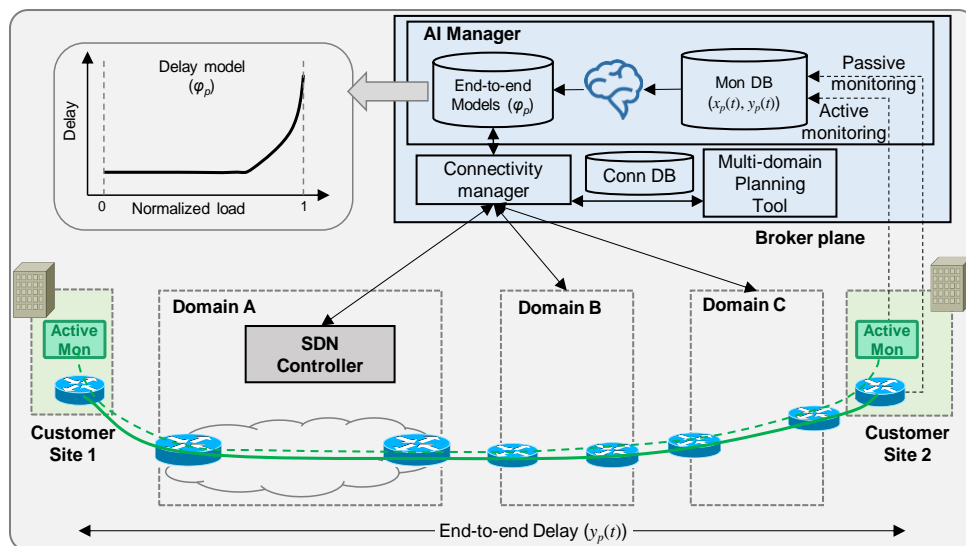 AI Manager
Delay model
(φp)
Delay
0
Normalized load
1
End-to-end
Models (φp)
Mon DB
(xp(t), yp(t))
Passive
monitoring
Active
monitoring
Connectivity
manager
Conn DB
Multi-domain
Planning
Tool
Broker plane
Domain A
Domain B
Domain C
SDN
Controller
Active
Mon
Active
Mon
Customer
Site 1
Customer
Site 2
End-to-end Delay (yp(t))